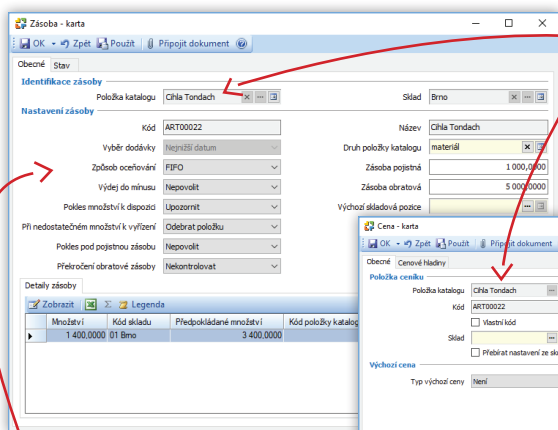 Zásoba - karta
OK Zpět Použít Připojit dokument
Obecné Stav
Identifikace zásoby
Položka katalogu Cihla Tondach Sklad Brno
Nastavení zásoby
Kód ART00022 Název Cihla Tondach
Výběr dodávky Nejnižší datum Druh položky katalogu materiál
Způsob oceňování FIFO Zásoba pojistná 1 000,0000
Výdej do minusu Nepovolit Zásoba obratová 5 000,0000
Pokles množství k dispozici Upozornit Výchozí skladová pozice
Při nedostatečném množství k vyřízení Odebrat položku
Pokles pod pojistnou zásobu Nepovolit
Překročení obratové zásoby Nekontrolovat
Detaily zásoby
Zobrazit Legenda
Množství Kód skladu Předpokládané množství Kód položky katalog
1 400,0000 01 Brno 3 400,0000
Cena - karta
OK Zpět Použít Připojit dokument
Obecné Cenové hladiny
Položka ceníku
Položka katalogu Cihla Tondach
Kód ART00022
Vlastní kód
Sklad
Přebírat nastavení ze sk
Výchozí cena
Typ výchozí ceny Není